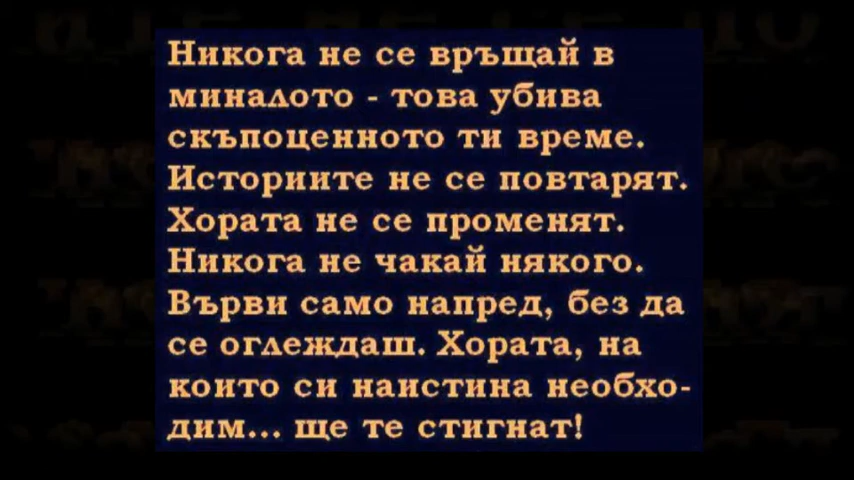 Никога не се връщай в
миналото - това убива
скъпоценното ти време.
Историите не се повтарят.
Хората не се променят.
Никога не чакай някого.
Върви само напред, без да
се оглеждаш. Хората, на
които си наистина необхо-
дим... ще те стигнат!